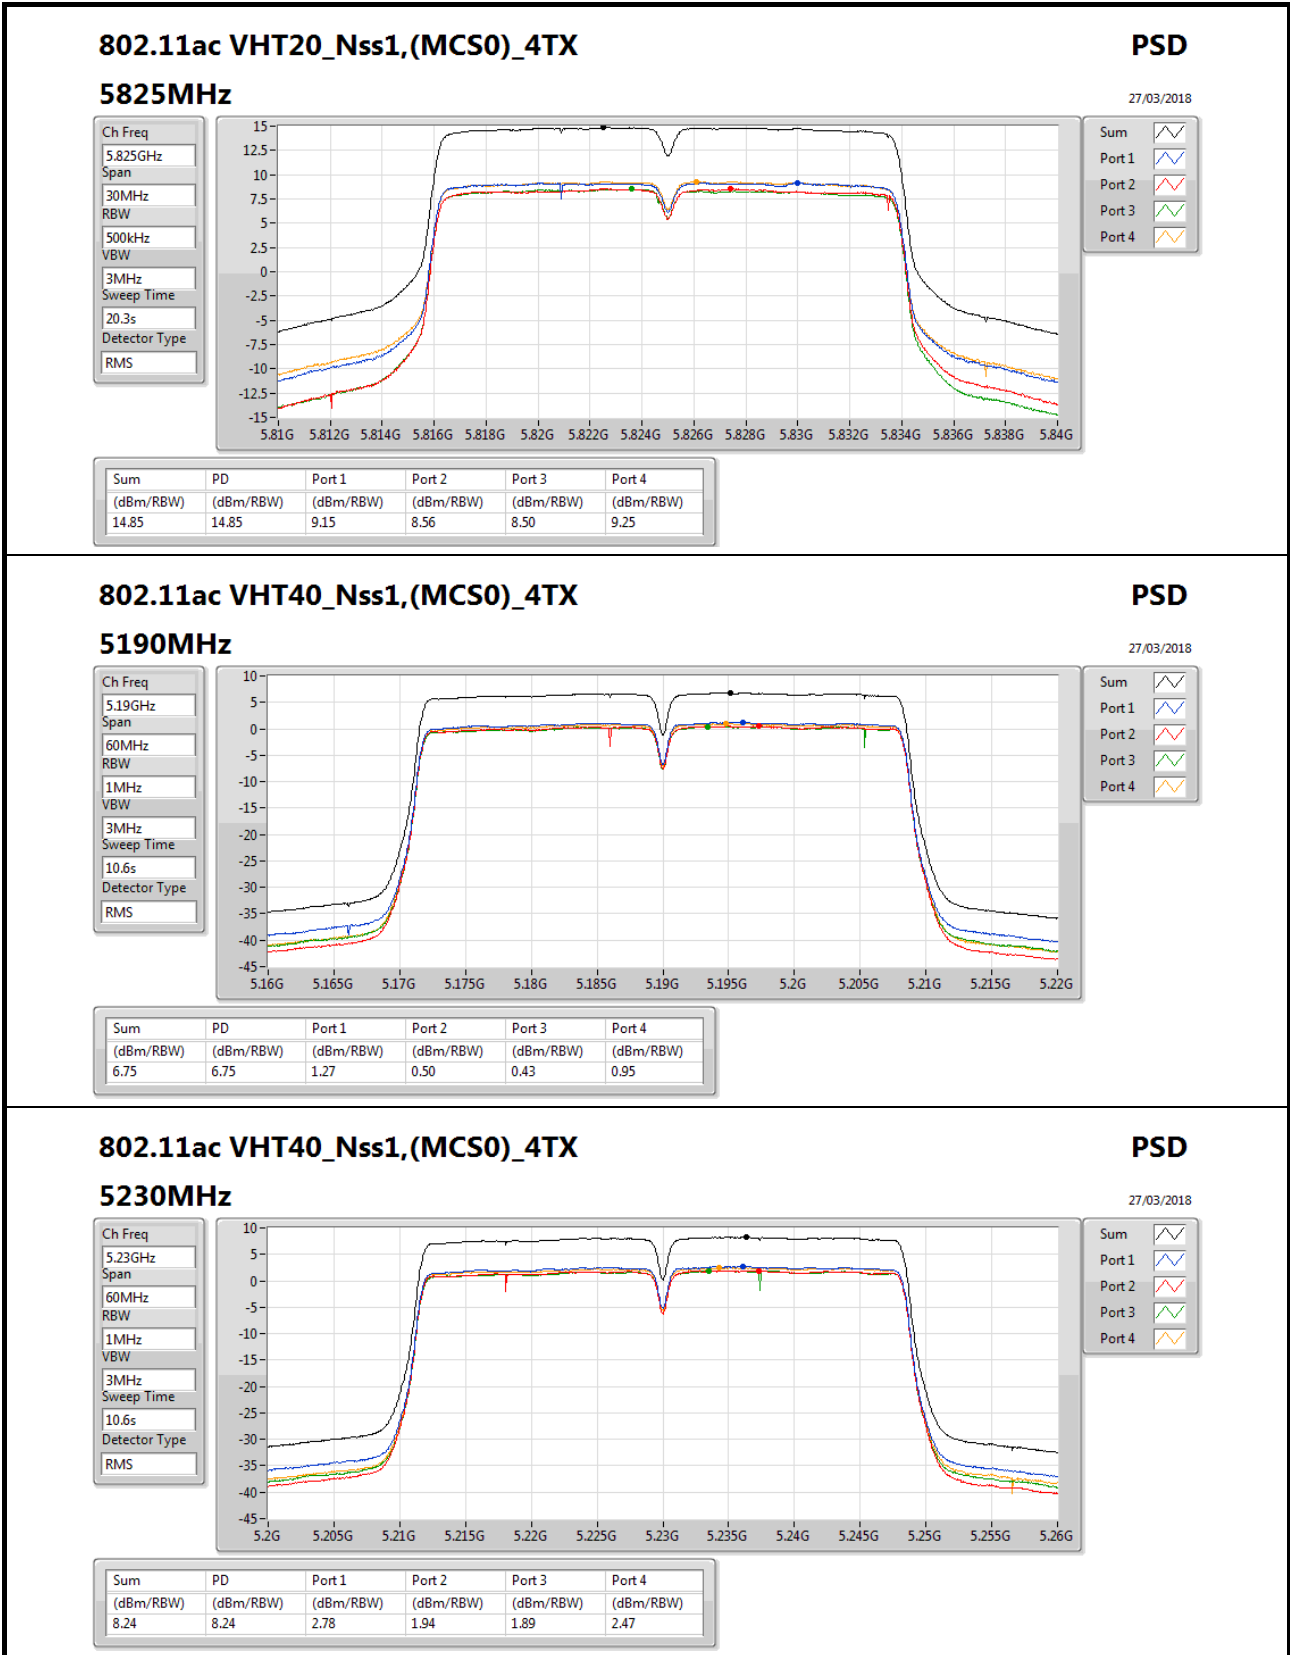 802.11ac VHT20_Nss1,(MCS0)_4TX PSD
5825MHz 27/03/2018
Ch Freq
5.825GHz
Span
30MHz
RBW
500kHz
VBW
3MHz
Sweep Time
20.3s
Detector Type
RMS
15
12.5
10
7.5
5
2.5
0
-2.5
-5
-7.5
-10
-12.5
-15
5.81G 5.812G 5.814G 5.816G 5.818G 5.82G 5.822G 5.824G 5.826G 5.828G 5.83G 5.832G 5.834G 5.836G 5.838G 5.84G
Sum
Port 1
Port 2
Port 3
Port 4
Sum PD Port 1 Port 2 Port 3 Port 4
(dBm/RBW) (dBm/RBW) (dBm/RBW) (dBm/RBW) (dBm/RBW) (dBm/RBW)
14.85 14.85 9.15 8.56 8.50 9.25
802.11ac VHT40_Nss1,(MCS0)_4TX PSD
5190MHz 27/03/2018
Ch Freq
5.19GHz
Span
60MHz
RBW
1MHz
VBW
3MHz
Sweep Time
10.6s
Detector Type
RMS
10
5
0
-5
-10
-15
-20
-25
-30
-35
-40
-45
5.16G 5.165G 5.17G 5.175G 5.18G 5.185G 5.19G 5.195G 5.2G 5.205G 5.21G 5.215G 5.22G
Sum
Port 1
Port 2
Port 3
Port 4
Sum PD Port 1 Port 2 Port 3 Port 4
(dBm/RBW) (dBm/RBW) (dBm/RBW) (dBm/RBW) (dBm/RBW) (dBm/RBW)
6.75 6.75 1.27 0.50 0.43 0.95
802.11ac VHT40_Nss1,(MCS0)_4TX PSD
5230MHz 27/03/2018
Ch Freq
5.23GHz
Span
60MHz
RBW
1MHz
VBW
3MHz
Sweep Time
10.6s
Detector Type
RMS
10
5
0
-5
-10
-15
-20
-25
-30
-35
-40
-45
5.2G 5.205G 5.21G 5.215G 5.22G 5.225G 5.23G 5.235G 5.24G 5.245G 5.25G 5.255G 5.26G
Sum
Port 1
Port 2
Port 3
Port 4
Sum PD Port 1 Port 2 Port 3 Port 4
(dBm/RBW) (dBm/RBW) (dBm/RBW) (dBm/RBW) (dBm/RBW) (dBm/RBW)
8.24 8.24 2.78 1.94 1.89 2.47